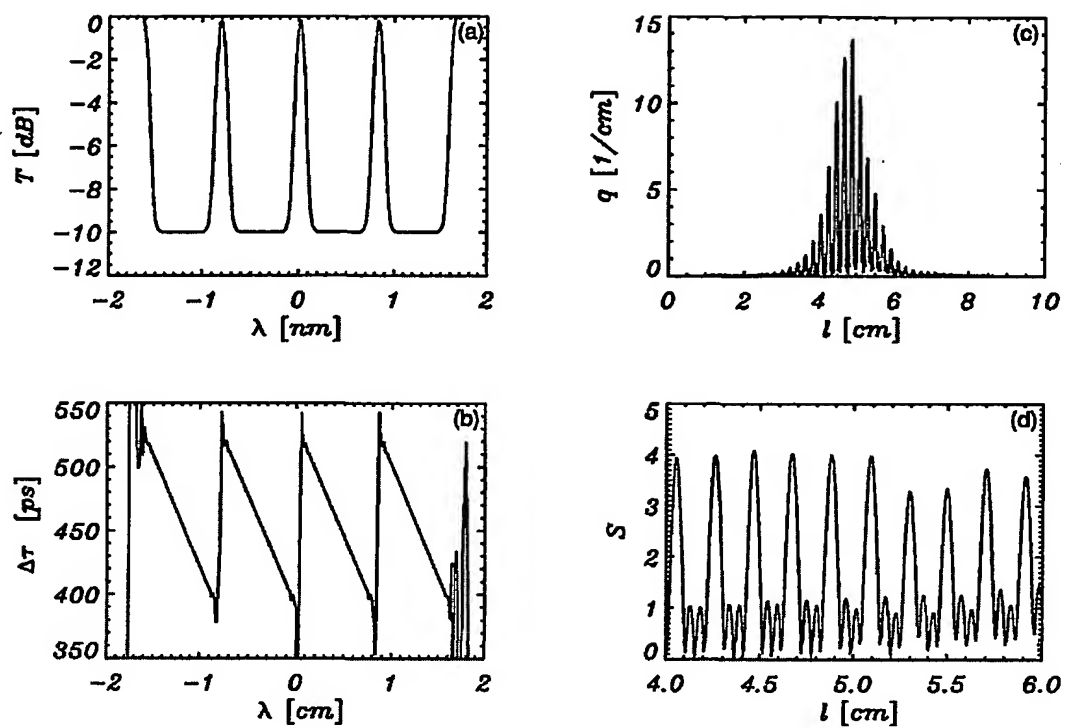 (a)
0
-2
-4
-6
-8
-10
-12
T [dB]
-2 -1 0 1 2
λ [nm]
(c)
15
10
5
0
q [1/cm]
0 2 4 6 8 10
l [cm]
(b)
550
500
450
400
350
Δτ [ps]
-2 -1 0 1 2
λ [cm]
(d)
5
4
3
2
1
0
S
4.0 4.5 5.0 5.5 6.0
l [cm]